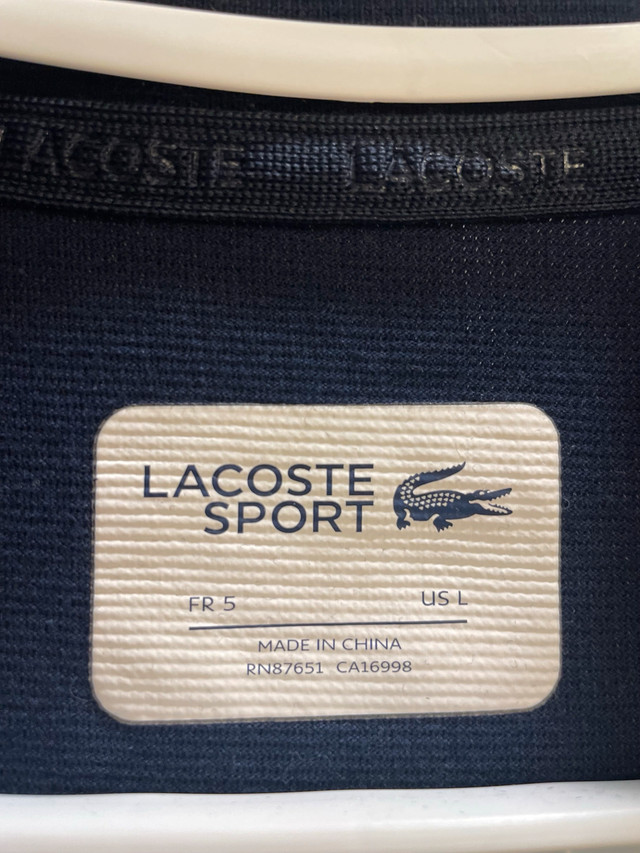 LACOSTE LACOSTE
LACOSTE
SPORT
FR 5 US L
MADE IN CHINA
RN87651 CA16998